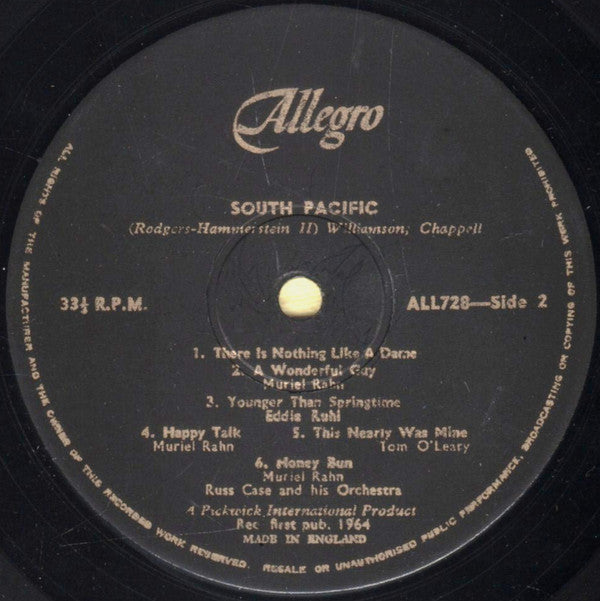 Allegro
SOUTH PACIFIC
(Rodgers-Hammerstein II) Williamson; Chappell
33⅓ R.P.M.
ALL728—Side 2
1. There Is Nothing Like A Dame
2. A Wonderful Guy
Muriel Rahn
3. Younger Than Springtime
Eddie Ruhl
4. Happy Talk 5. This Nearly Was Mine
Muriel Rahn Tom O'Leary
6. Honey Bun
Muriel Rahn
Russ Case and his Orchestra
A Pickwick International Product
Rec. first pub. 1964
MADE IN ENGLAND
ALL RIGHTS OF THE MANUFACTURER AND THE OWNER OF THIS RECORDED WORK RESERVED. RESALE OR UNAUTHORISED PUBLIC PERFORMANCE, BROADCASTING OR COPYING OF THIS WORK PROHIBITED